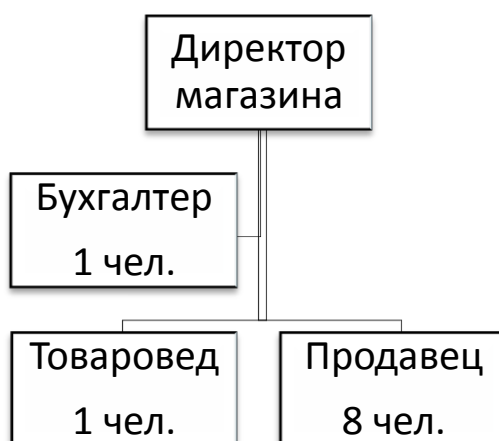 Директор
магазина
Бухгалтер
1 чел.
Товаровед
1 чел.
Продавец
8 чел.